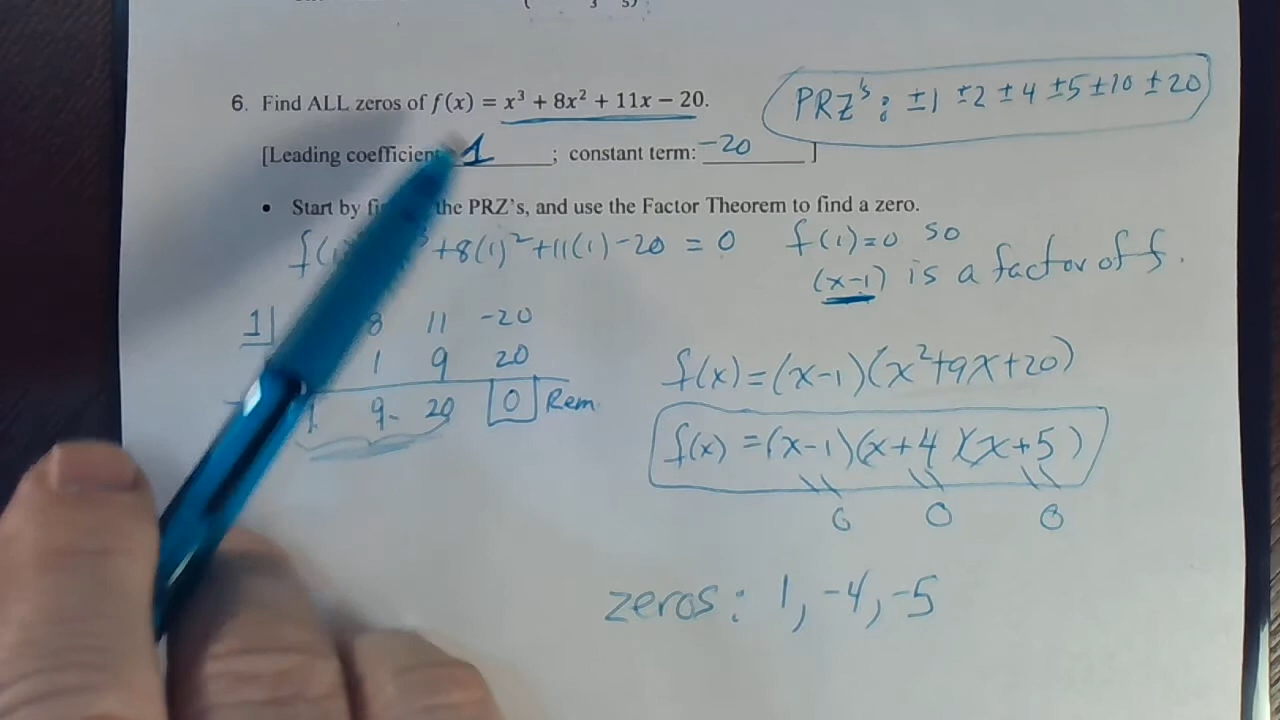 6. Find ALL zeros of f(x) = x³ + 8x² + 11x − 20.
PRZ's: ±1 ±2 ±4 ±5 ±10 ±20
[Leading coefficient 1 ; constant term: −20 ]
• Start by the PRZ's, and use the Factor Theorem to find a zero.
+8(1)²+11(1)−20 = 0
f(1)=0 so
(x−1) is a factor of f.
1| 8 11 −20
1 9 20
1 9 20 0 Rem.
f(x)=(x−1)(x²+9x+20)
f(x)=(x−1)(x+4)(x+5)
0 0 0
zeros: 1, −4, −5